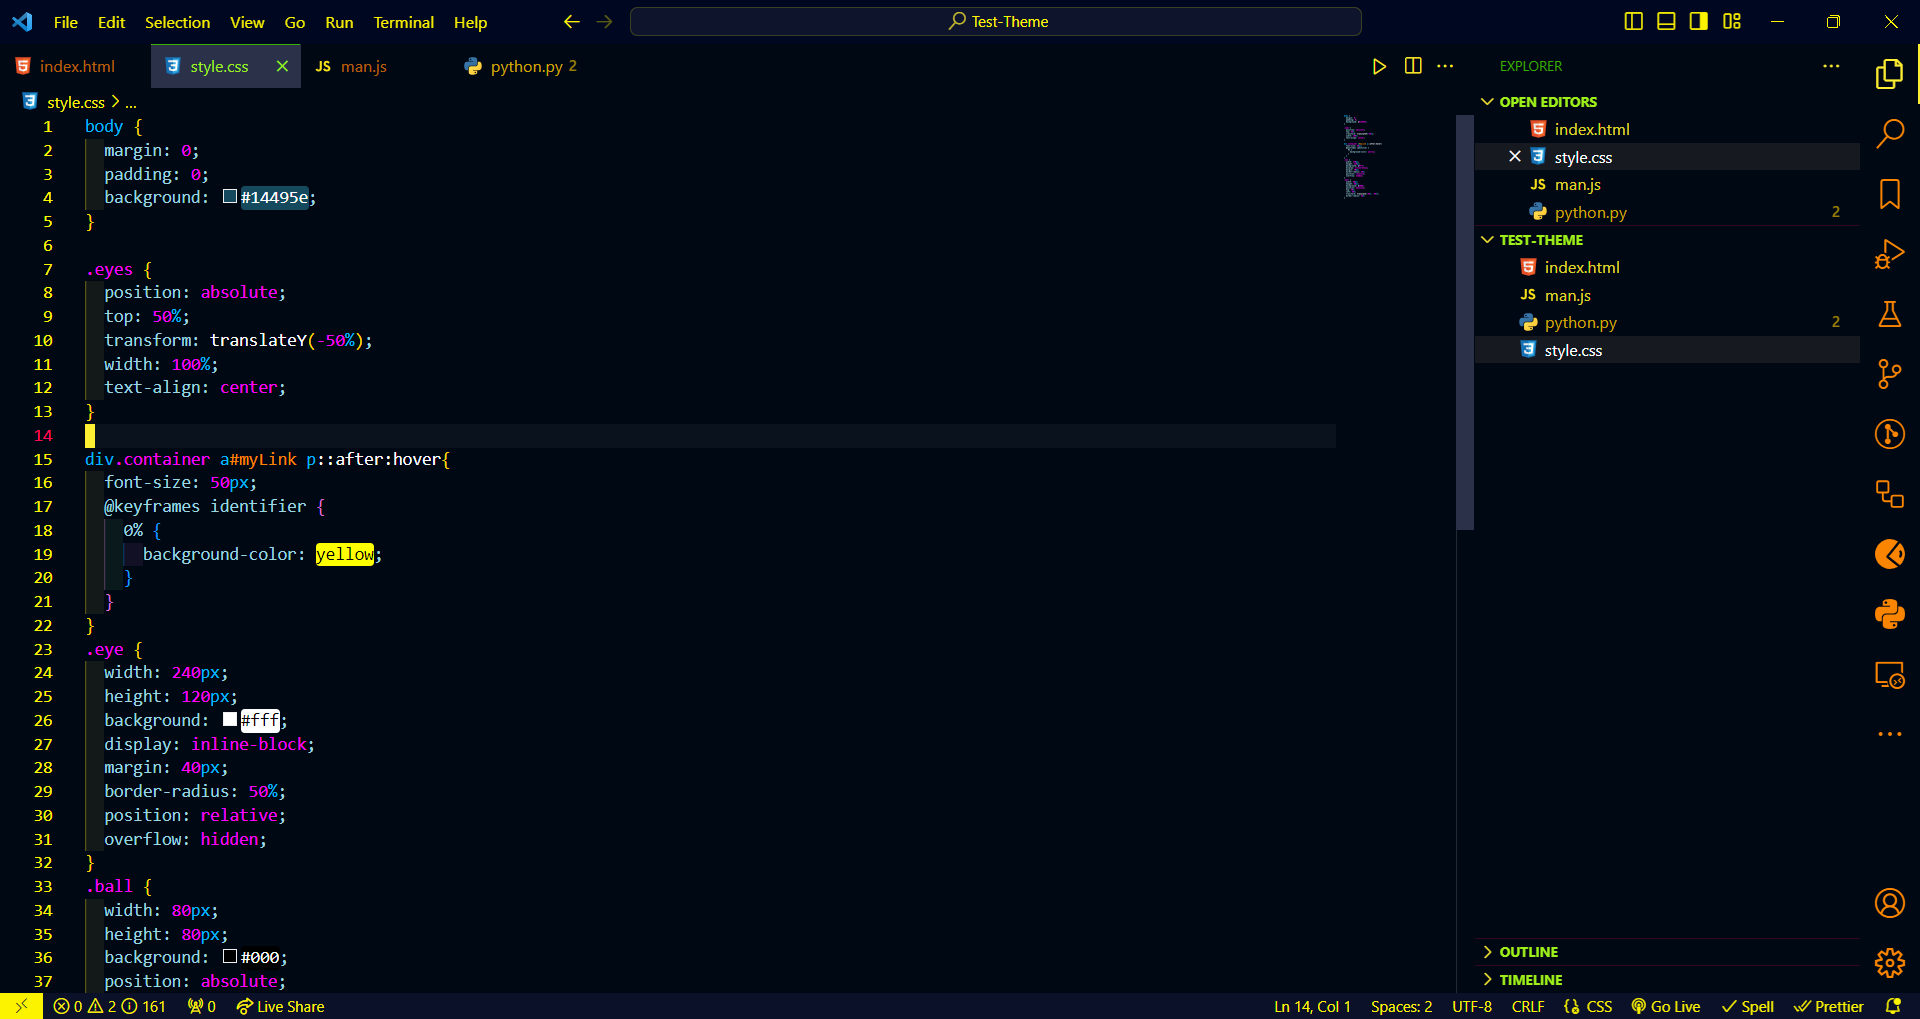 File Edit Selection View Go Run Terminal Help
Test-Theme
index.html
style.css
JS man.js
python.py 2
style.css > ...
1 body {
2 margin: 0;
3 padding: 0;
4 background: #14495e;
5 }
6
7 .eyes {
8 position: absolute;
9 top: 50%;
10 transform: translateY(-50%);
11 width: 100%;
12 text-align: center;
13 }
14
15 div.container a#myLink p::after:hover{
16 font-size: 50px;
17 @keyframes identifier {
18 0% {
19 background-color: yellow;
20 }
21 }
22 }
23 .eye {
24 width: 240px;
25 height: 120px;
26 background: #fff;
27 display: inline-block;
28 margin: 40px;
29 border-radius: 50%;
30 position: relative;
31 overflow: hidden;
32 }
33 .ball {
34 width: 80px;
35 height: 80px;
36 background: #000;
37 position: absolute;
EXPLORER
OPEN EDITORS
index.html
style.css
JS man.js
python.py 2
TEST-THEME
index.html
JS man.js
python.py 2
style.css
OUTLINE
TIMELINE
0 2 161 0 Live Share
Ln 14, Col 1 Spaces: 2 UTF-8 CRLF CSS Go Live Spell Prettier